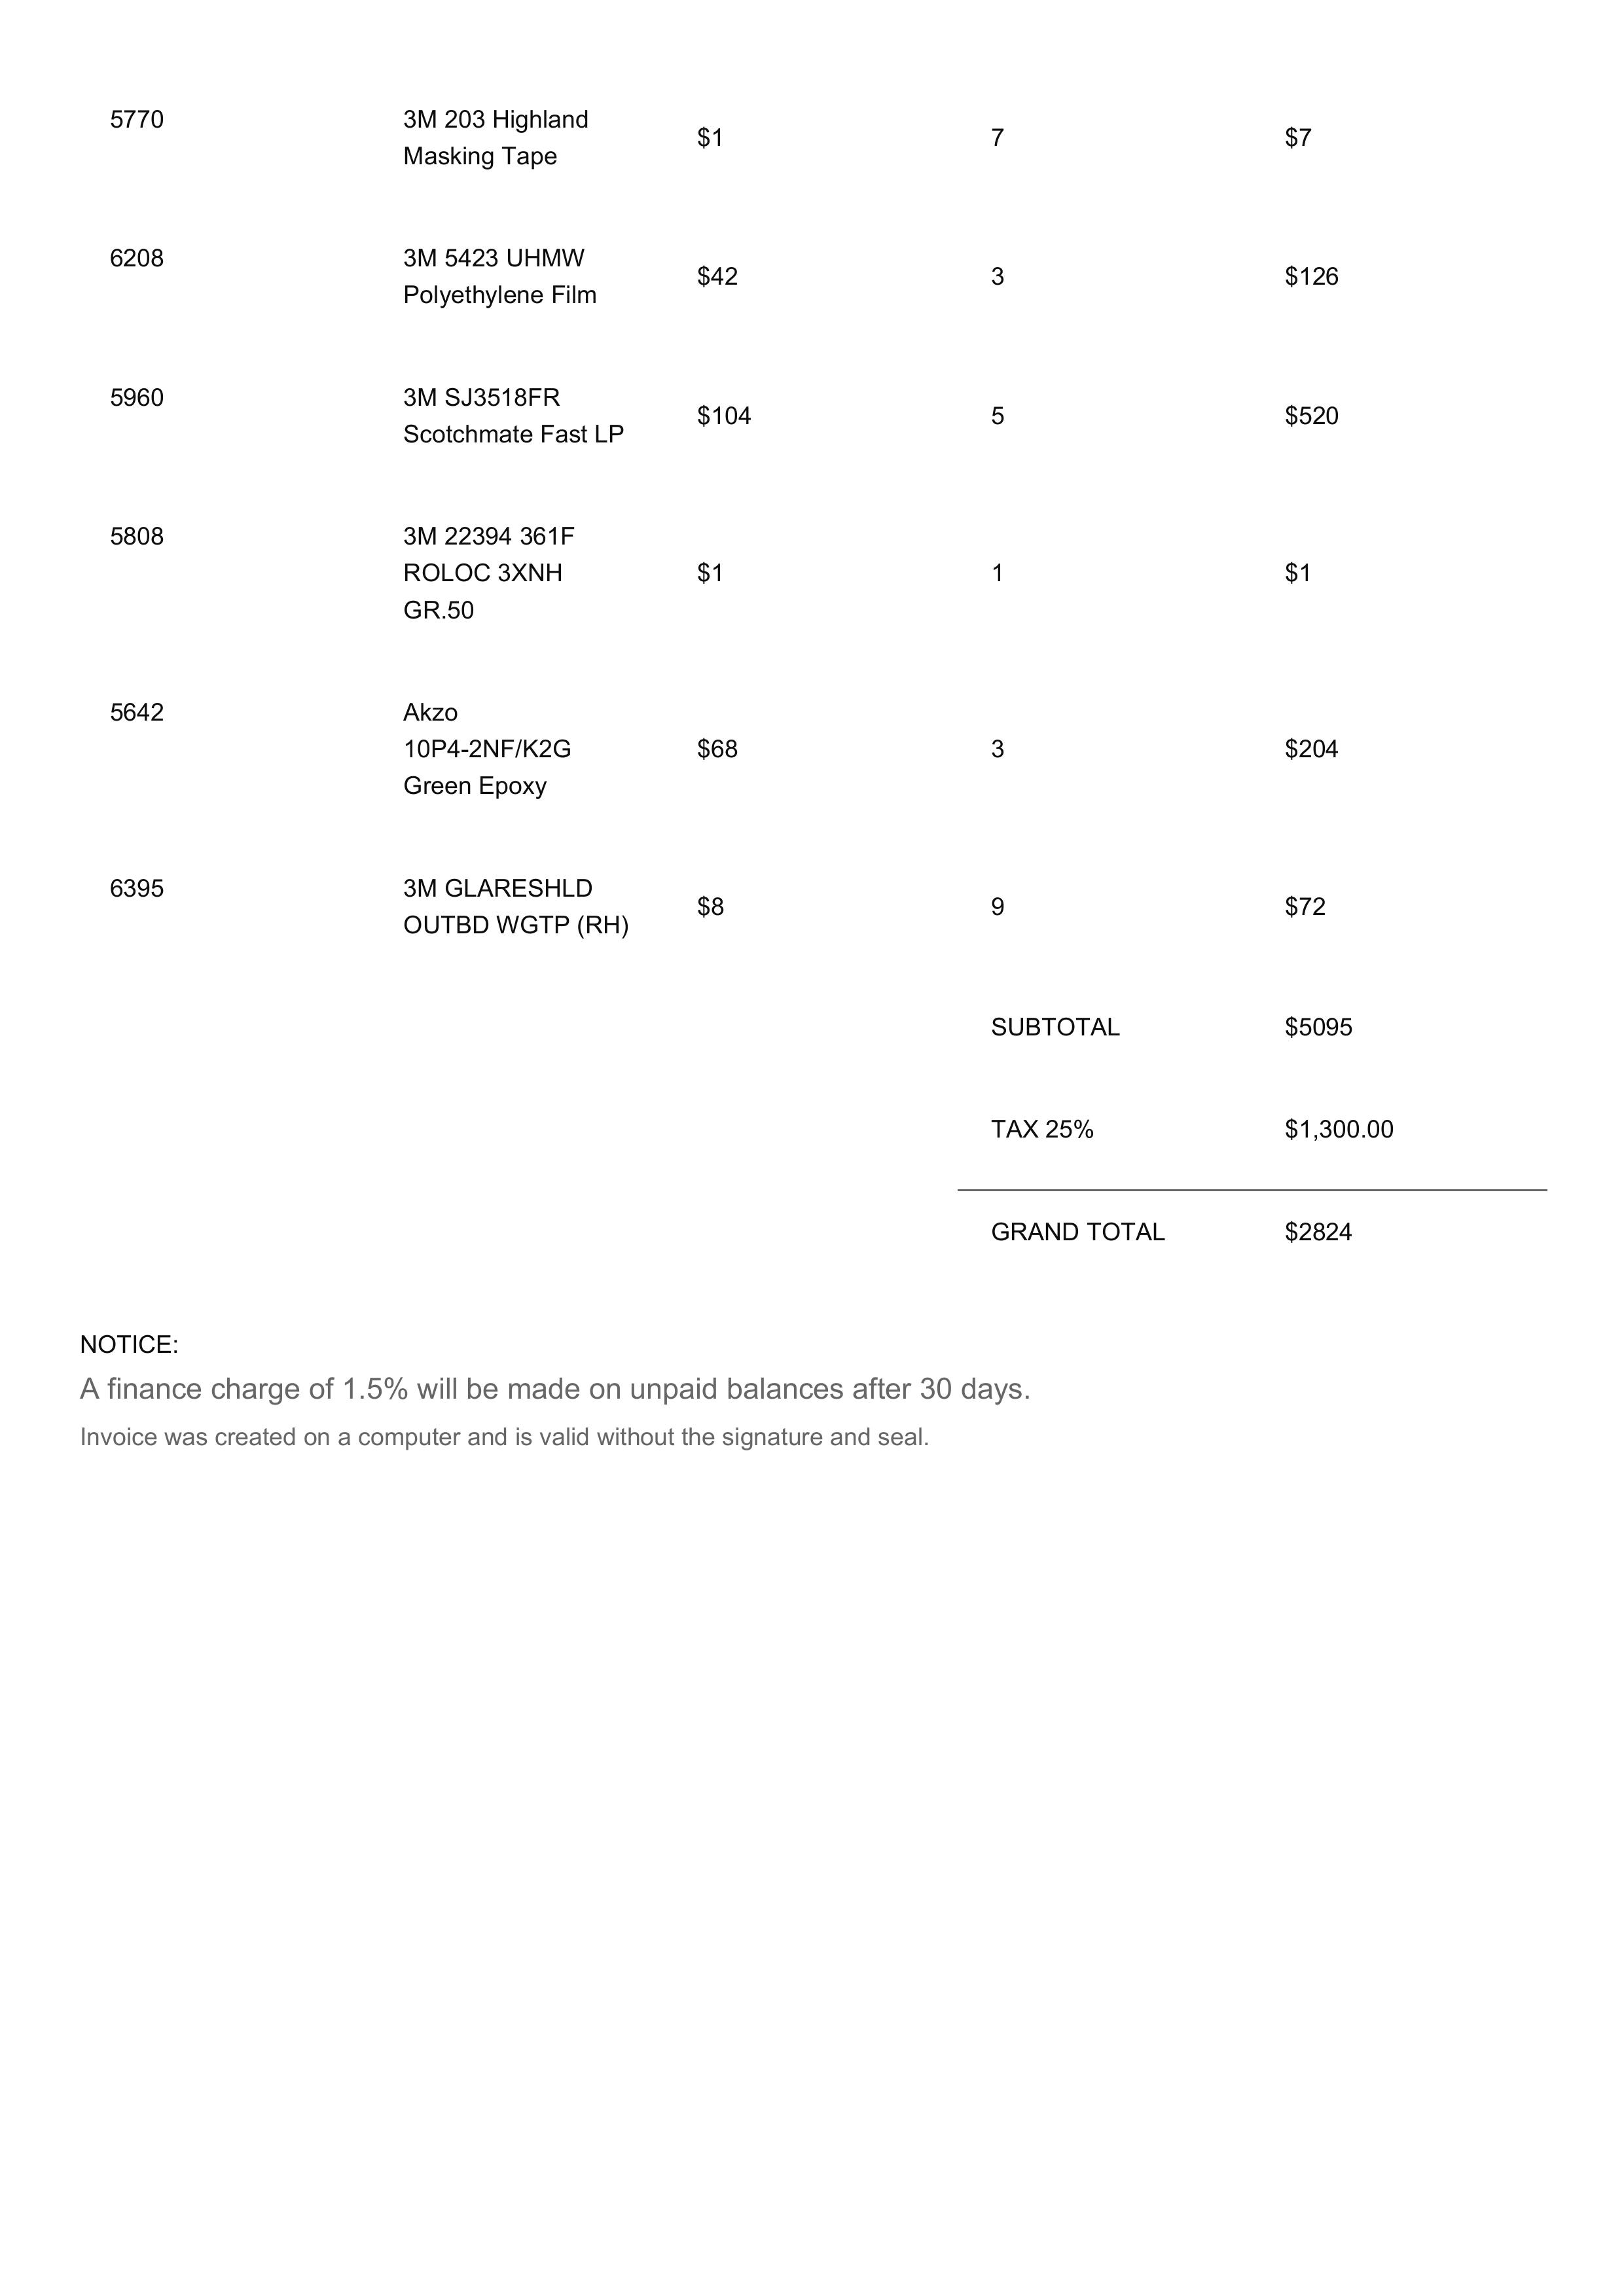 5770 3M 203 Highland Masking Tape $1 7 $7
6208 3M 5423 UHMW Polyethylene Film $42 3 $126
5960 3M SJ3518FR Scotchmate Fast LP $104 5 $520
5808 3M 22394 361F ROLOC 3XNH GR.50 $1 1 $1
5642 Akzo 10P4-2NF/K2G Green Epoxy $68 3 $204
6395 3M GLARESHLD OUTBD WGTP (RH) $8 9 $72
SUBTOTAL $5095
TAX 25% $1,300.00
GRAND TOTAL $2824
NOTICE:
A finance charge of 1.5% will be made on unpaid balances after 30 days.
Invoice was created on a computer and is valid without the signature and seal.